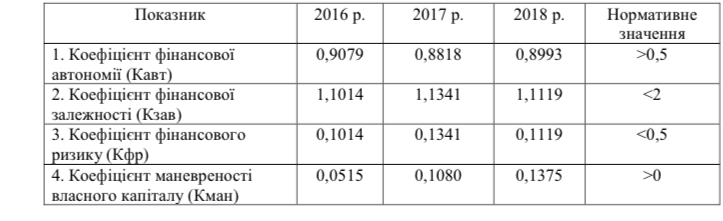 Показник 2016 р. 2017 р. 2018 р. Нормативне
значення
1. Коефіцієнт фінансової 0,9079 0,8818 0,8993 >0,5
автономії (Кавт)
2. Коефіцієнт фінансової 1,1014 1,1341 1,1119 <2
залежності (Кзав)
3. Коефіцієнт фінансового 0,1014 0,1341 0,1119 <0,5
ризику (Кфр)
4. Коефіцієнт маневреності 0,0515 0,1080 0,1375 >0
власного капіталу (Кман)